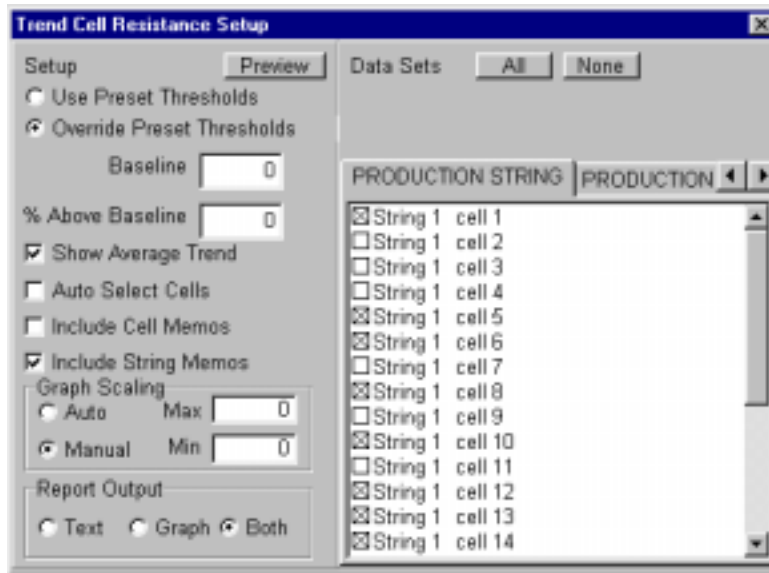 Trend Cell Resistance Setup
Setup
Preview
Use Preset Thresholds
Override Preset Thresholds
Baseline 0
% Above Baseline 0
Show Average Trend
Auto Select Cells
Include Cell Memos
Include String Memos
Graph Scaling
Auto Max 0
Manual Min 0
Report Output
Text Graph Both
Data Sets All None
PRODUCTION STRING PRODUCTION
String 1 cell 1
String 1 cell 2
String 1 cell 3
String 1 cell 4
String 1 cell 5
String 1 cell 6
String 1 cell 7
String 1 cell 8
String 1 cell 9
String 1 cell 10
String 1 cell 11
String 1 cell 12
String 1 cell 13
String 1 cell 14